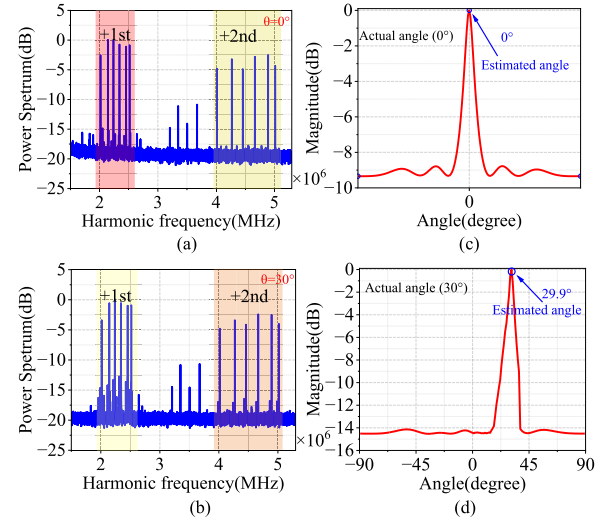 5
0
−5
−10
−15
−20
−25
Power Spetrum(dB)
+1st
+2nd
θ=0°
2
3
4
5
×10⁶
Harmonic frequency(MHz)
(a)
0
−2
−4
−6
−8
−10
Magnitude(dB)
Actual angle (0°)
0°
Estimated angle
0
Angle(degree)
(c)
5
0
−5
−10
−15
−20
−25
Power Spetrum(dB)
+1st
+2nd
θ=30°
2
3
4
5
×10⁶
Harmonic frequency(MHz)
(b)
0
−2
−4
−6
−8
−10
−12
−14
−16
Magnitude(dB)
Actual angle (30°)
29.9°
Estimated angle
−90
−45
0
45
90
Angle(degree)
(d)